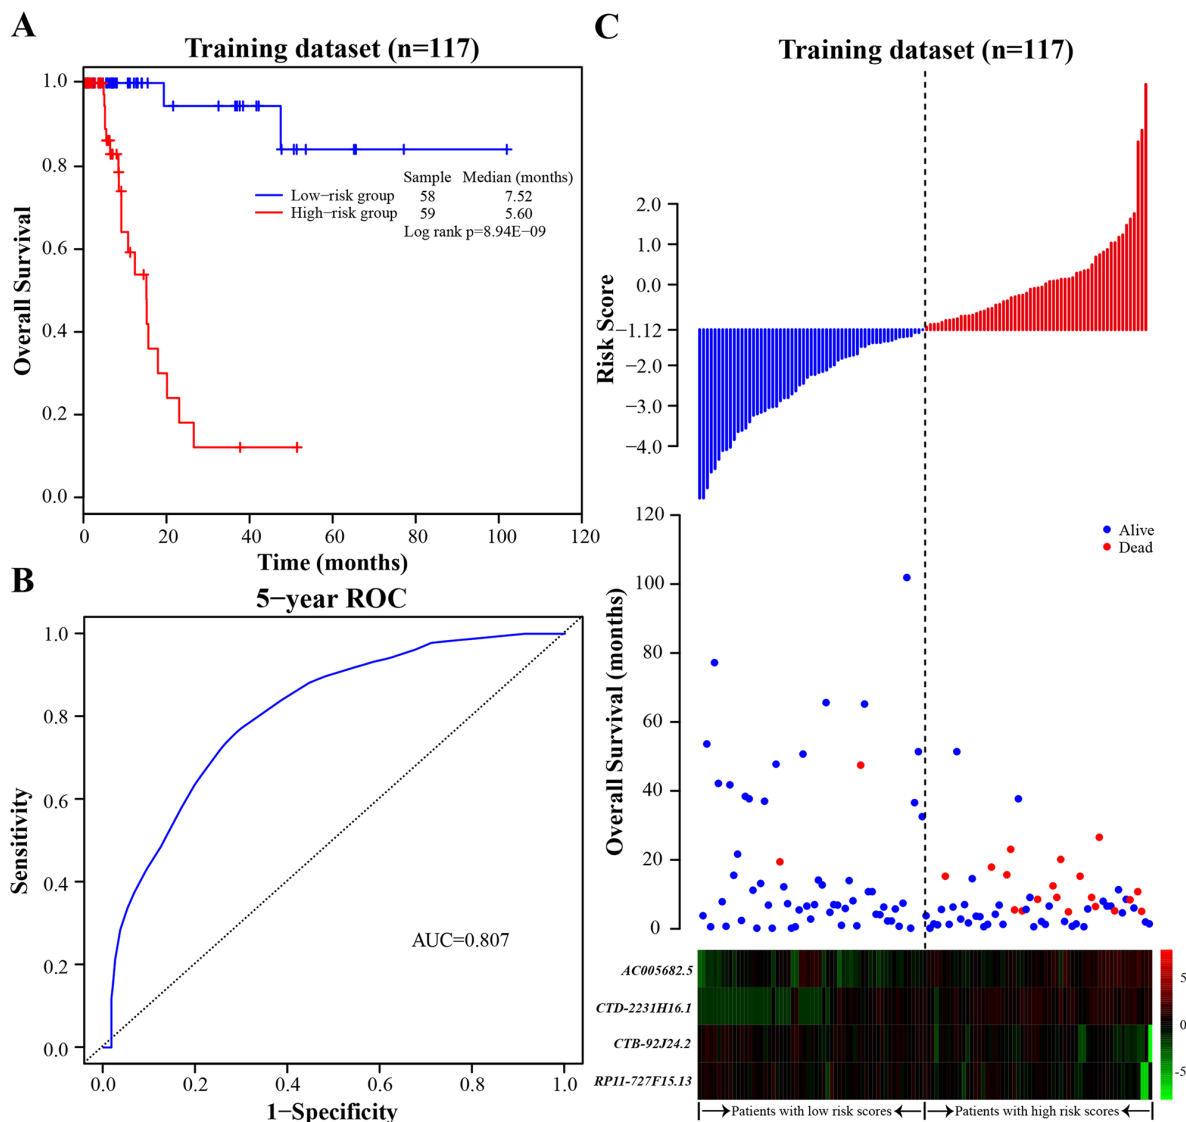 A
Training dataset (n=117)
1.0
0.8
0.6
0.4
0.2
0.0
Overall Survival
Sample Median (months)
Low−risk group 58 7.52
High−risk group 59 5.60
Log rank p=8.94E−09
0 20 40 60 80 100 120
Time (months)
B
5−year ROC
1.0
0.8
0.6
0.4
0.2
0.0
Sensitivity
AUC=0.807
0.0 0.2 0.4 0.6 0.8 1.0
1−Specificity
C
Training dataset (n=117)
2.0
1.0
0.0
−1.12
−2.0
−3.0
−4.0
Risk Score
120
100
80
60
40
20
0
Overall Survival (months)
Alive
Dead
AC005682.5
CTD-2231H16.1
CTB-92J24.2
RP11-727F15.13
5
0
-5
Patients with low risk scores
Patients with high risk scores